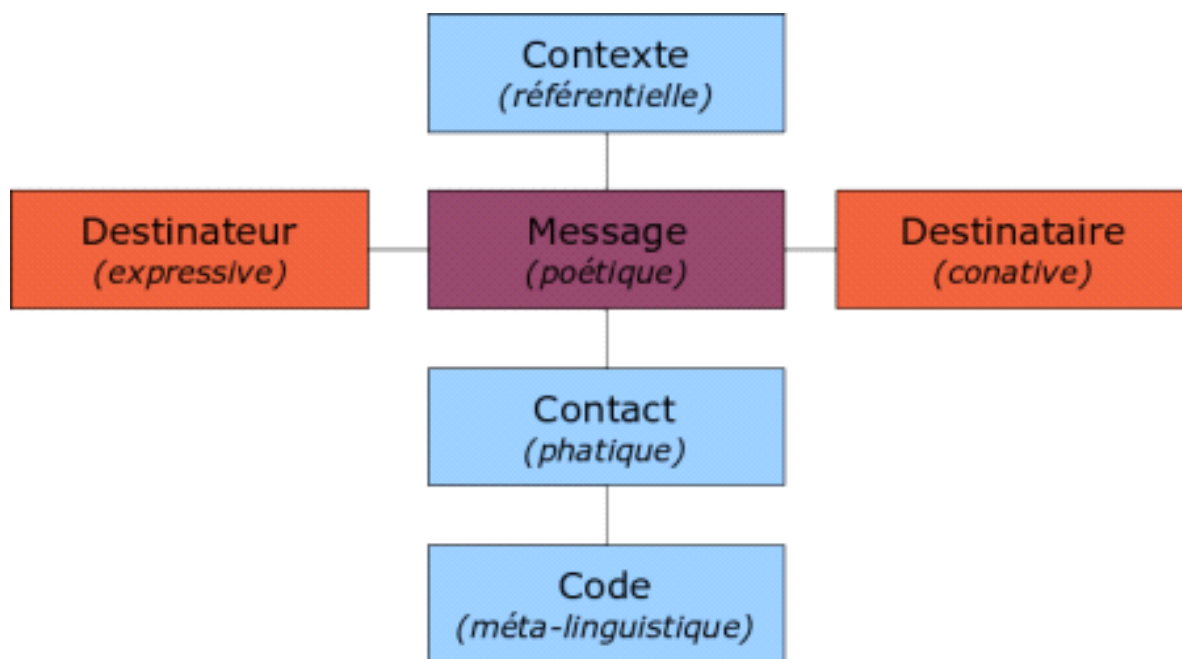 Contexte
(référentielle)
Destinateur
(expressive)
Message
(poétique)
Destinataire
(conative)
Contact
(phatique)
Code
(méta-linguistique)